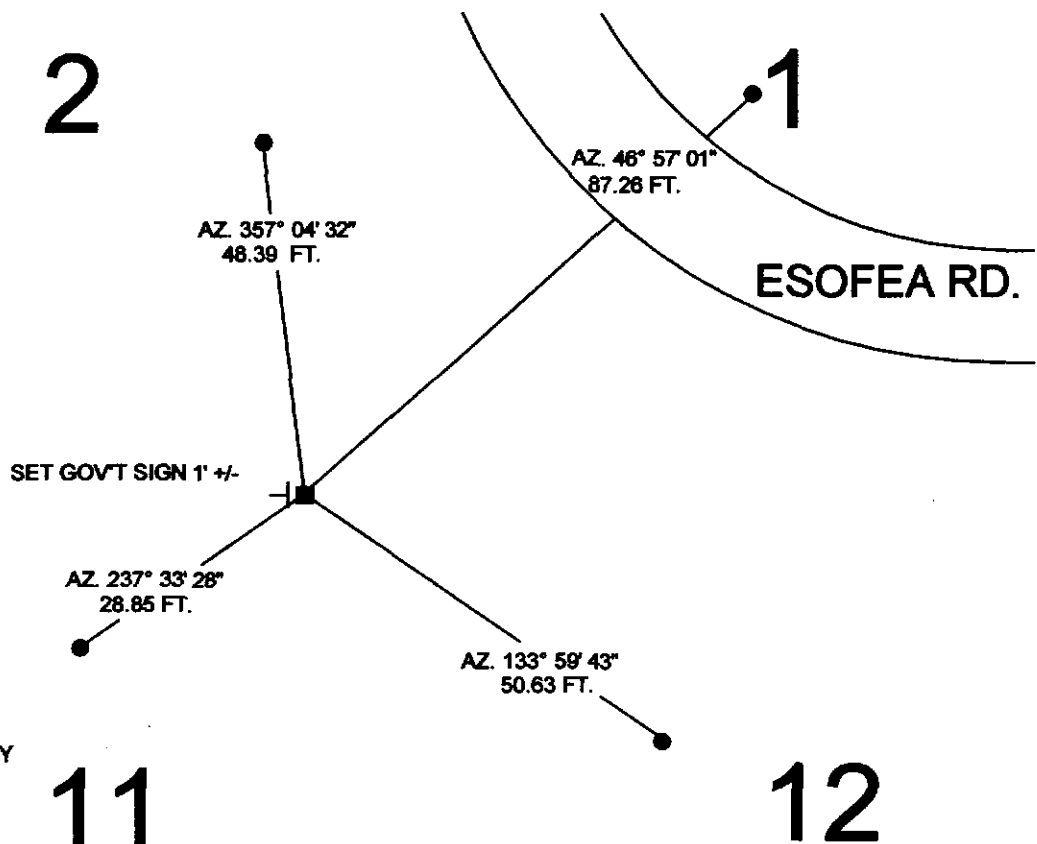 2
1
AZ. 46° 57' 01"
87.26 FT.
AZ. 357° 04' 32"
48.39 FT.
ESOFEA RD.
SET GOV'T SIGN 1' +/-
AZ. 237° 33' 28"
28.85 FT.
AZ. 133° 59' 43"
50.63 FT.
Y
11
12